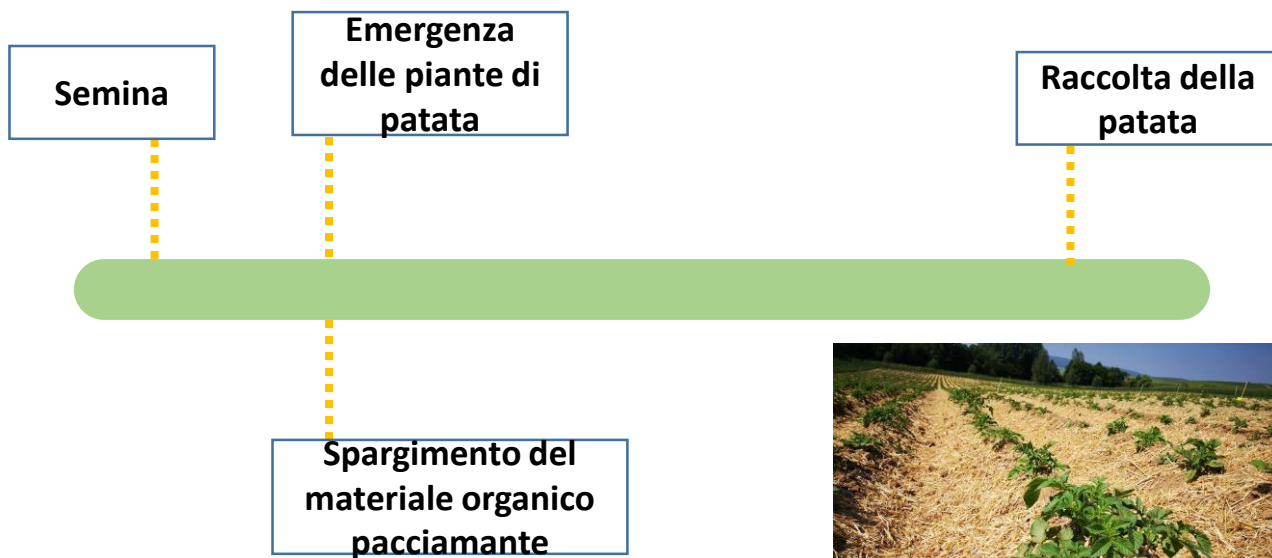 Semina
Emergenza
delle piante di
patata
Raccolta della
patata
Spargimento del
materiale organico
pacciamante